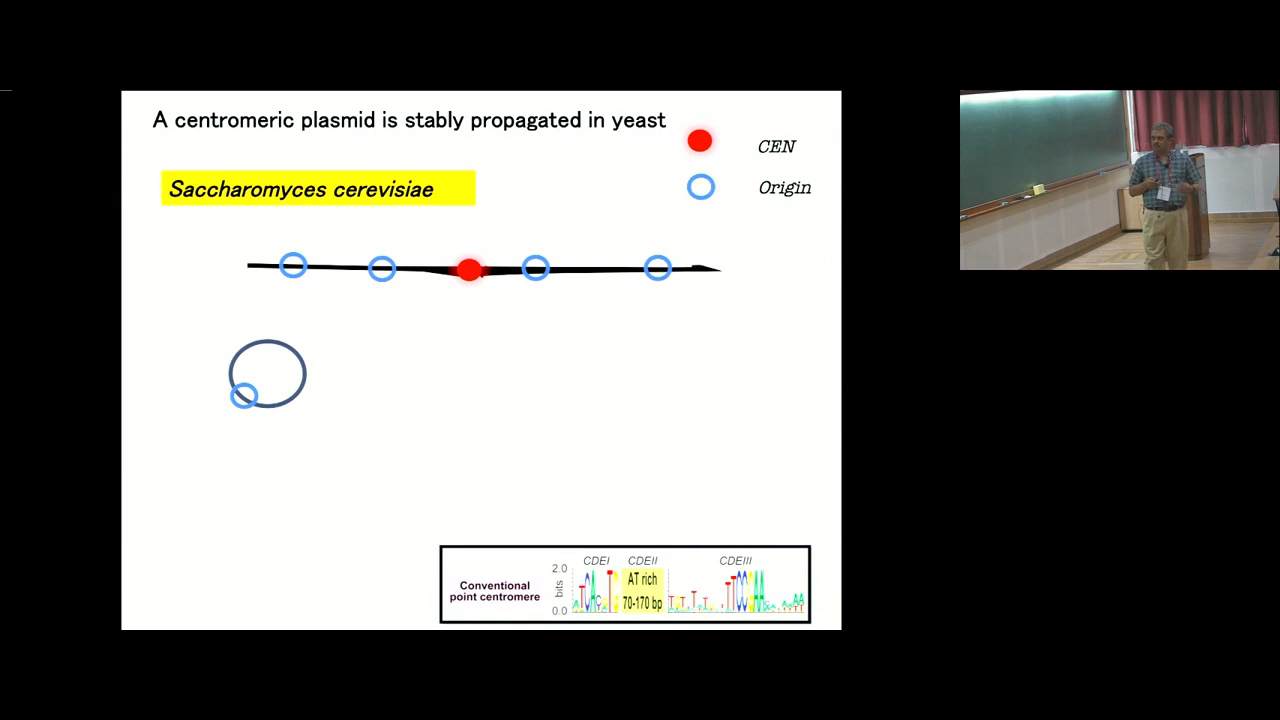 A centromeric plasmid is stably propagated in yeast
CEN
Saccharomyces cerevisiae
Origin
CDEI CDEII CDEIII
2.0
bits
0.0
AT rich
70-170 bp
Conventional
point centromere